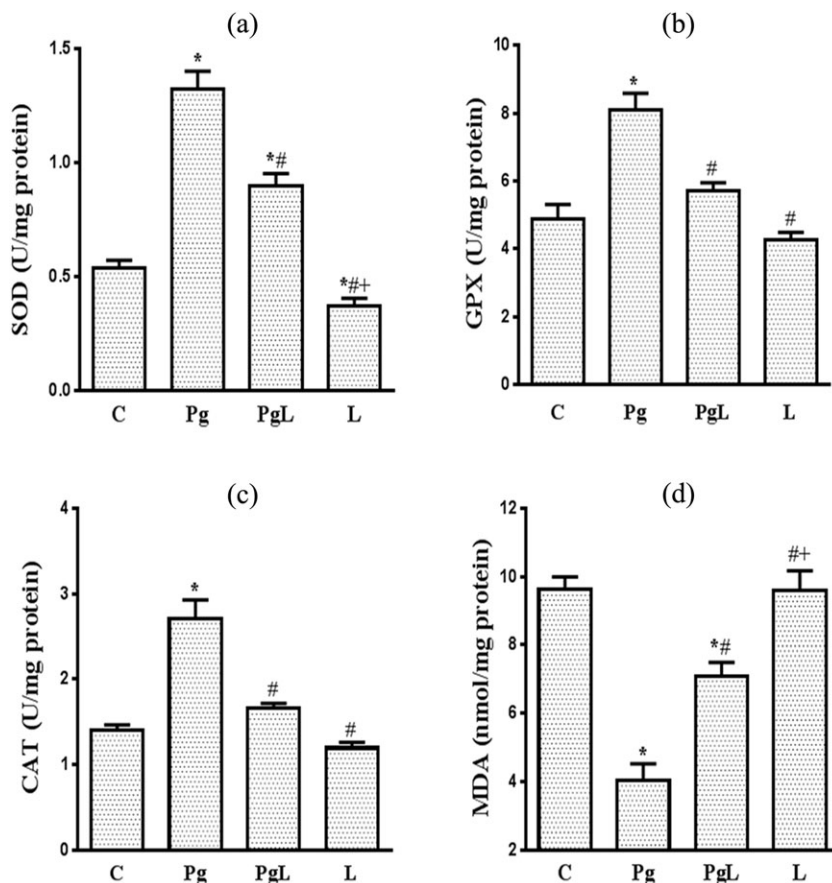 (a)
1.5
1.0
0.5
0.0
SOD (U/mg protein)
*
*#
*#+
C Pg PgL L
(b)
10
8
6
4
2
0
GPX (U/mg protein)
*
#
#
C Pg PgL L
(c)
4
3
2
1
0
CAT (U/mg protein)
*
#
#
C Pg PgL L
(d)
12
10
8
6
4
2
MDA (nmol/mg protein)
*
*#
#+
C Pg PgL L